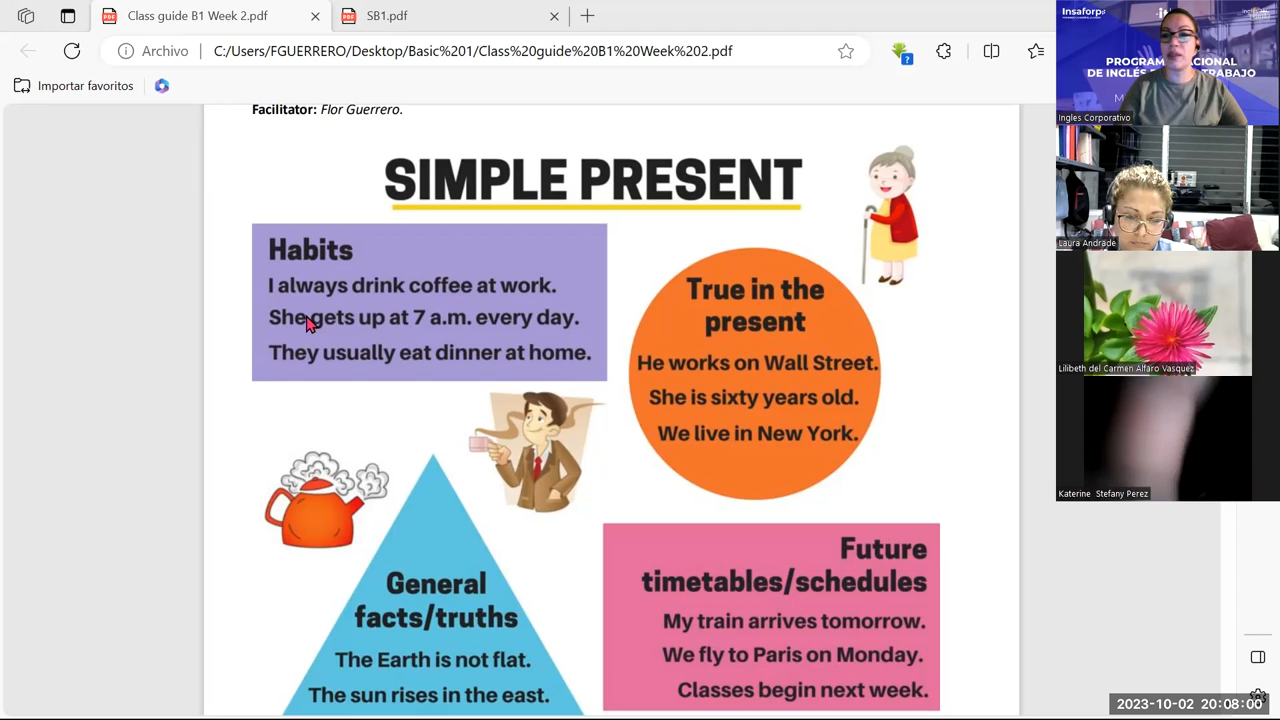 Class guide B1 Week 2.pdf
SP1.pdf
Archivo
C:/Users/FGUERRERO/Desktop/Basic%201/Class%20guide%20B1%20Week%202.pdf
Importar favoritos
Facilitator: Flor Guerrero.
SIMPLE PRESENT
Habits
I always drink coffee at work.
She gets up at 7 a.m. every day.
They usually eat dinner at home.
True in the
present
He works on Wall Street.
She is sixty years old.
We live in New York.
General
facts/truths
The Earth is not flat.
The sun rises in the east.
Future
timetables/schedules
My train arrives tomorrow.
We fly to Paris on Monday.
Classes begin next week.
Insaforp
DE INGLÉS
Ingles Corporativo
Laura Andrade
Lilibeth del Carmen Alfaro Vasquez
Katerine Stefany Perez
2023-10-02 20:08:00